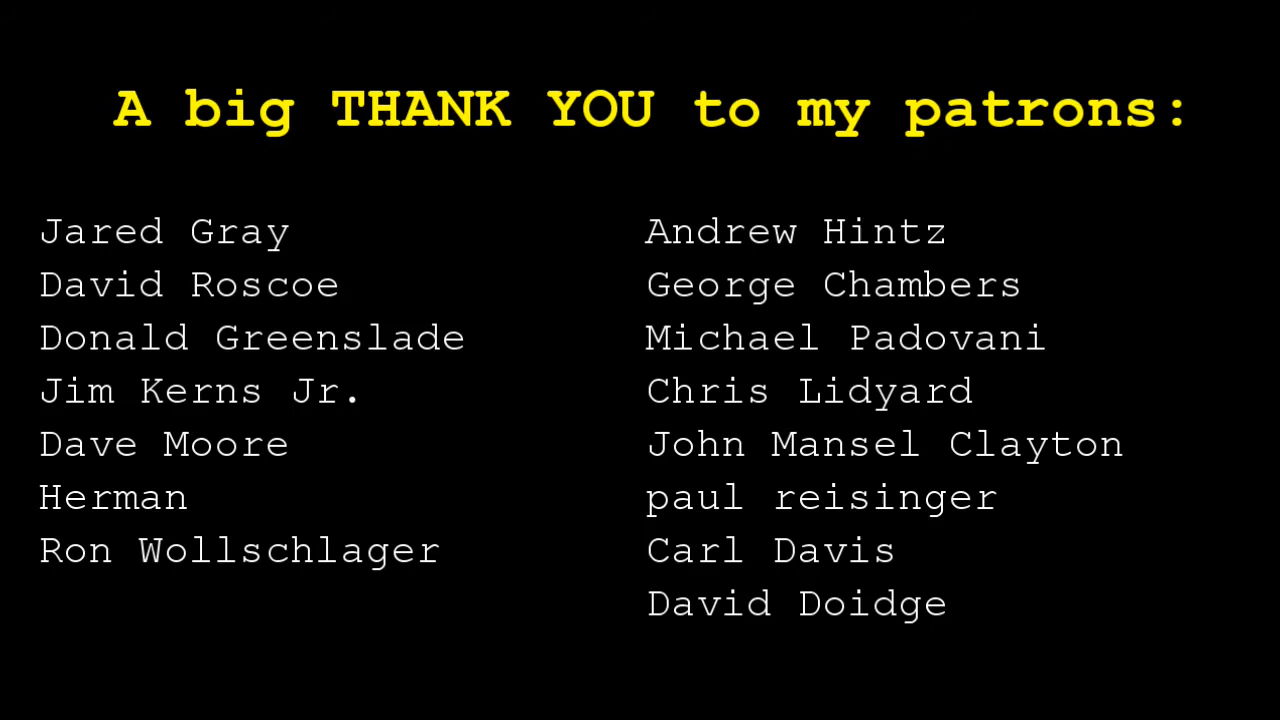 A big THANK YOU to my patrons:
Jared Gray
David Roscoe
Donald Greenslade
Jim Kerns Jr.
Dave Moore
Herman
Ron Wollschlager
Andrew Hintz
George Chambers
Michael Padovani
Chris Lidyard
John Mansel Clayton
paul reisinger
Carl Davis
David Doidge